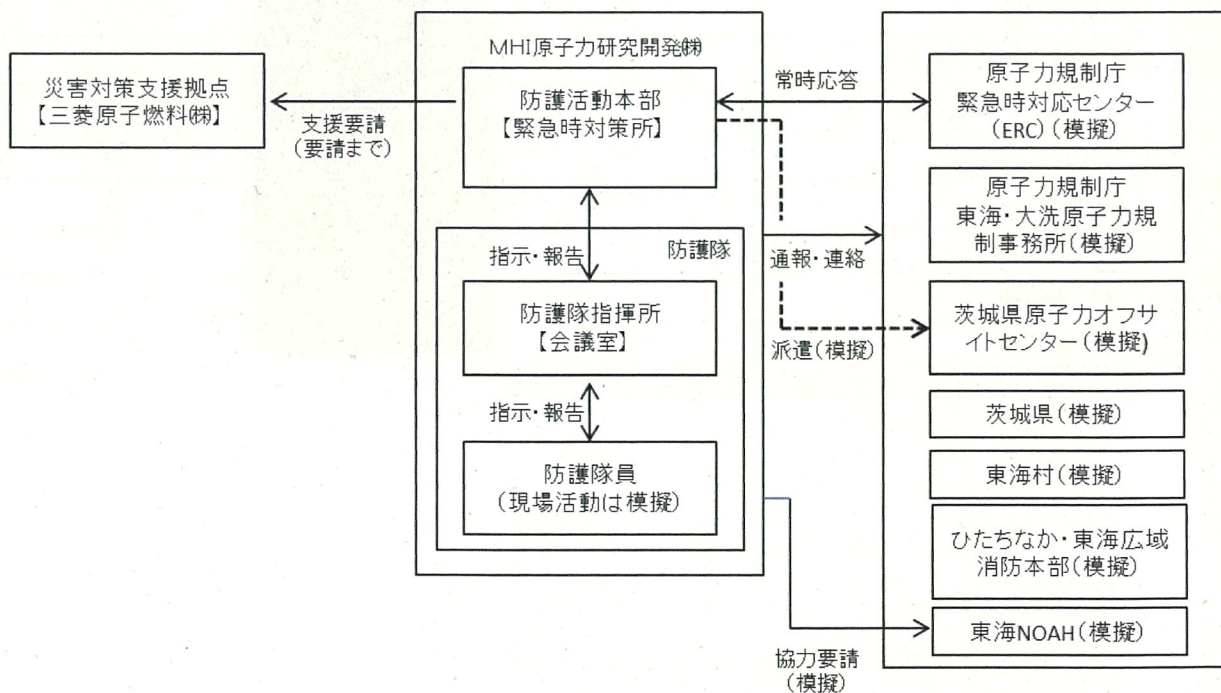 災害対策支援拠点
【三菱原子燃料㈱】
支援要請
(要請まで)
MHI原子力研究開発㈱
防護活動本部
【緊急時対策所】
指示・報告
防護隊
防護隊指揮所
【会議室】
指示・報告
防護隊員
(現場活動は模擬)
常時応答
通報・連絡
派遣(模擬)
協力要請
(模擬)
原子力規制庁
緊急時対応センター
(ERC)(模擬)
原子力規制庁
東海・大洗原子力規
制事務所(模擬)
茨城県原子力オフサ
イトセンター(模擬)
茨城県(模擬)
東海村(模擬)
ひたちなか・東海広域
消防本部(模擬)
東海NOAH(模擬)